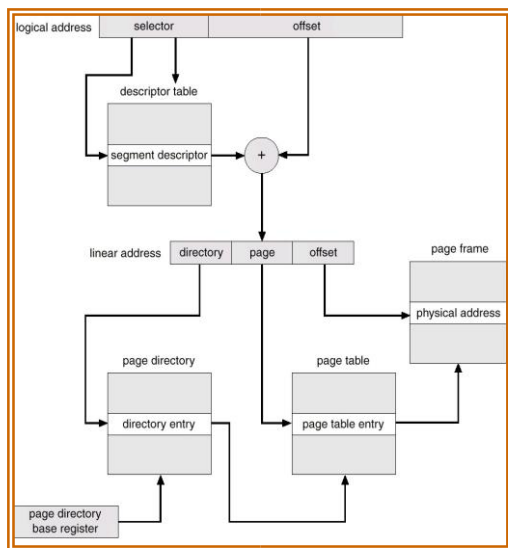 logical address
selector
offset
descriptor table
segment descriptor
+
linear address
directory
page
offset
page frame
physical address
page directory
page table
directory entry
page table entry
page directory
base register